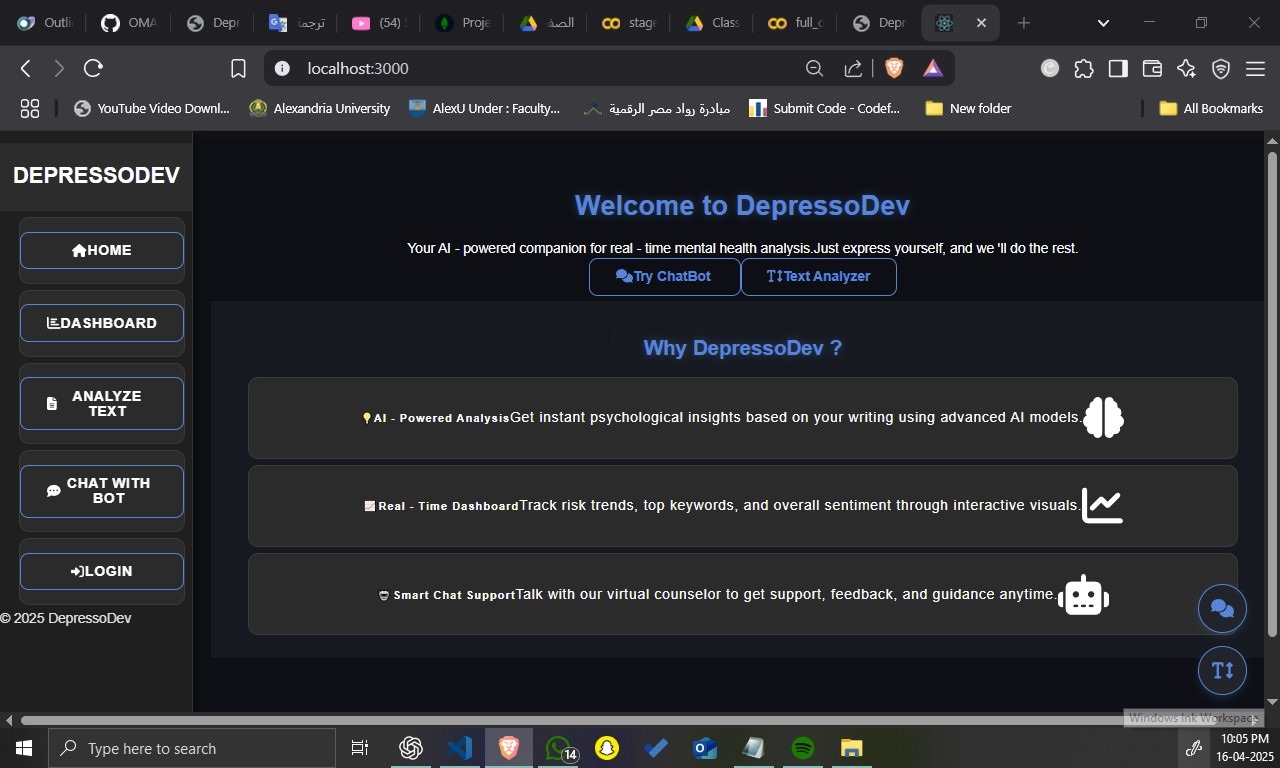 Outli
OMA
Depr
ترجمة
(54)
Proje
الصف
stage
Class
full_c
Depr
localhost:3000
YouTube Video Downl...
Alexandria University
AlexU Under : Faculty...
مبادرة رواد مصر الرقمية
Submit Code - Codef...
New folder
All Bookmarks
DEPRESSODEV
HOME
DASHBOARD
ANALYZE
TEXT
CHAT WITH
BOT
LOGIN
© 2025 DepressoDev
Welcome to DepressoDev
Your AI - powered companion for real - time mental health analysis.Just express yourself, and we 'll do the rest.
Try ChatBot
Text Analyzer
Why DepressoDev ?
AI - Powered AnalysisGet instant psychological insights based on your writing using advanced AI models.
Real - Time DashboardTrack risk trends, top keywords, and overall sentiment through interactive visuals.
Smart Chat SupportTalk with our virtual counselor to get support, feedback, and guidance anytime.
Windows Ink Workspace
Type here to search
14
10:05 PM
16-04-2025